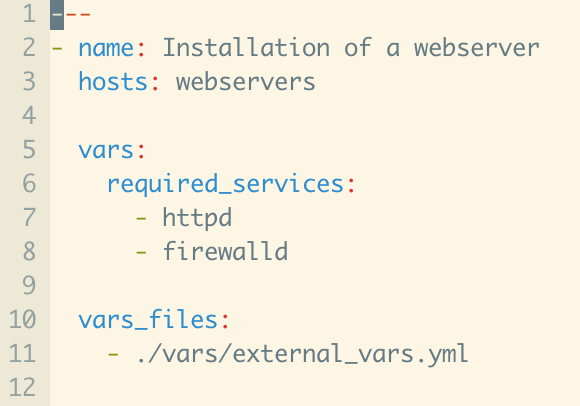 1 ---
2 - name: Installation of a webserver
3   hosts: webservers
4
5   vars:
6     required_services:
7       - httpd
8       - firewalld
9
10   vars_files:
11     - ./vars/external_vars.yml
12